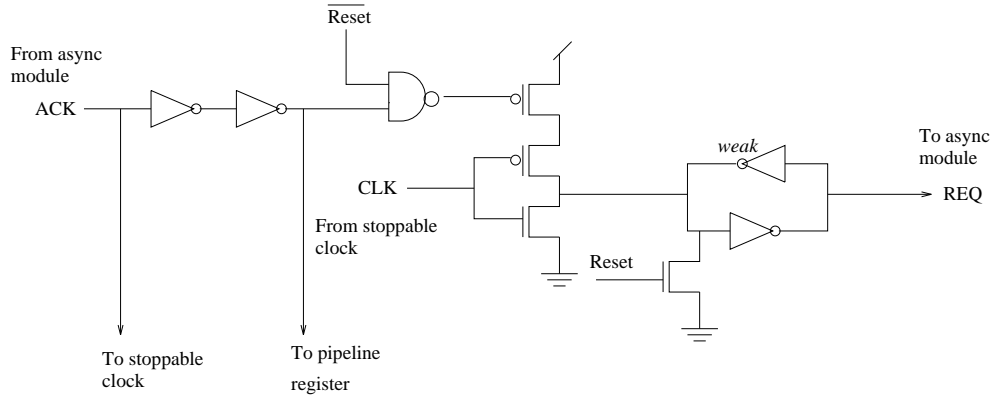 Reset
From async
module
ACK
CLK
From stoppable
clock
weak
To async
module
REQ
Reset
To stoppable
clock
To pipeline
register